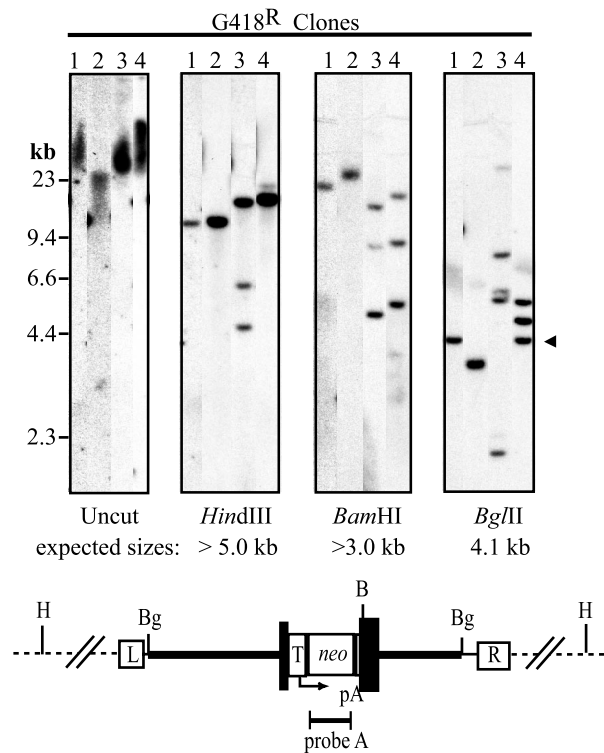 G418R Clones
1 2 3 4 1 2 3 4 1 2 3 4 1 2 3 4
kb
23
9.4
6.6
4.4
2.3
Uncut HindIII BamHI BglII
expected sizes: > 5.0 kb >3.0 kb 4.1 kb
H Bg B Bg H
L T neo R
pA
probe A